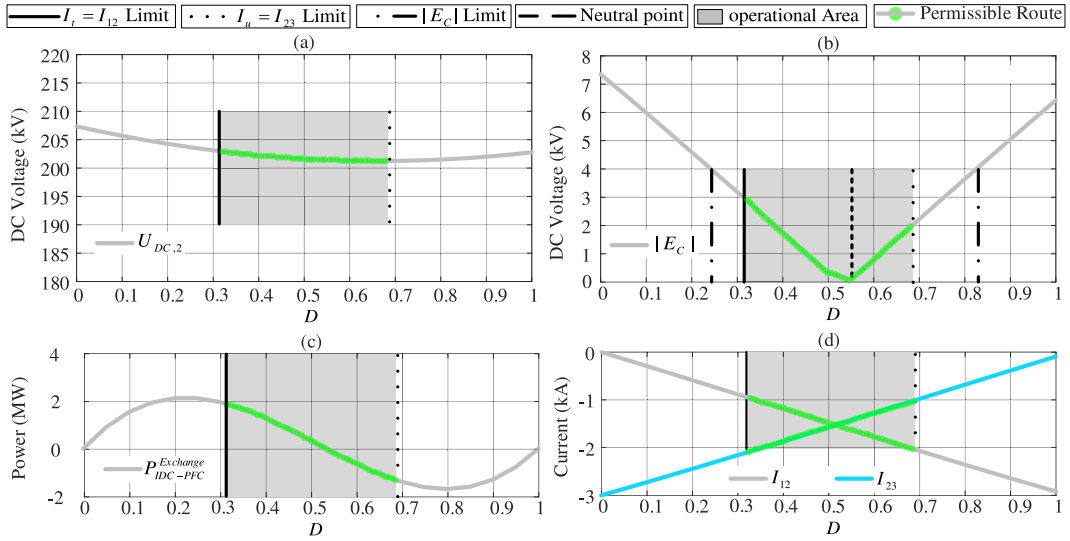 I_t = I_12 Limit I_u = I_23 Limit |E_C| Limit Neutral point operational Area Permissible Route
(a)
DC Voltage (kV)
220
215
210
205
200
195
190
185
180
U_DC,2
0 0.1 0.2 0.3 0.4 0.5 0.6 0.7 0.8 0.9 1
D
(b)
DC Voltage (kV)
8
7
6
5
4
3
2
1
0
|E_C|
0 0.1 0.2 0.3 0.4 0.5 0.6 0.7 0.8 0.9 1
D
(c)
Power (MW)
4
2
0
-2
P_IDC-PFC^Exchange
0 0.1 0.2 0.3 0.4 0.5 0.6 0.7 0.8 0.9 1
D
(d)
Current (kA)
0
-1
-2
-3
I_12 I_23
0 0.1 0.2 0.3 0.4 0.5 0.6 0.7 0.8 0.9 1
D